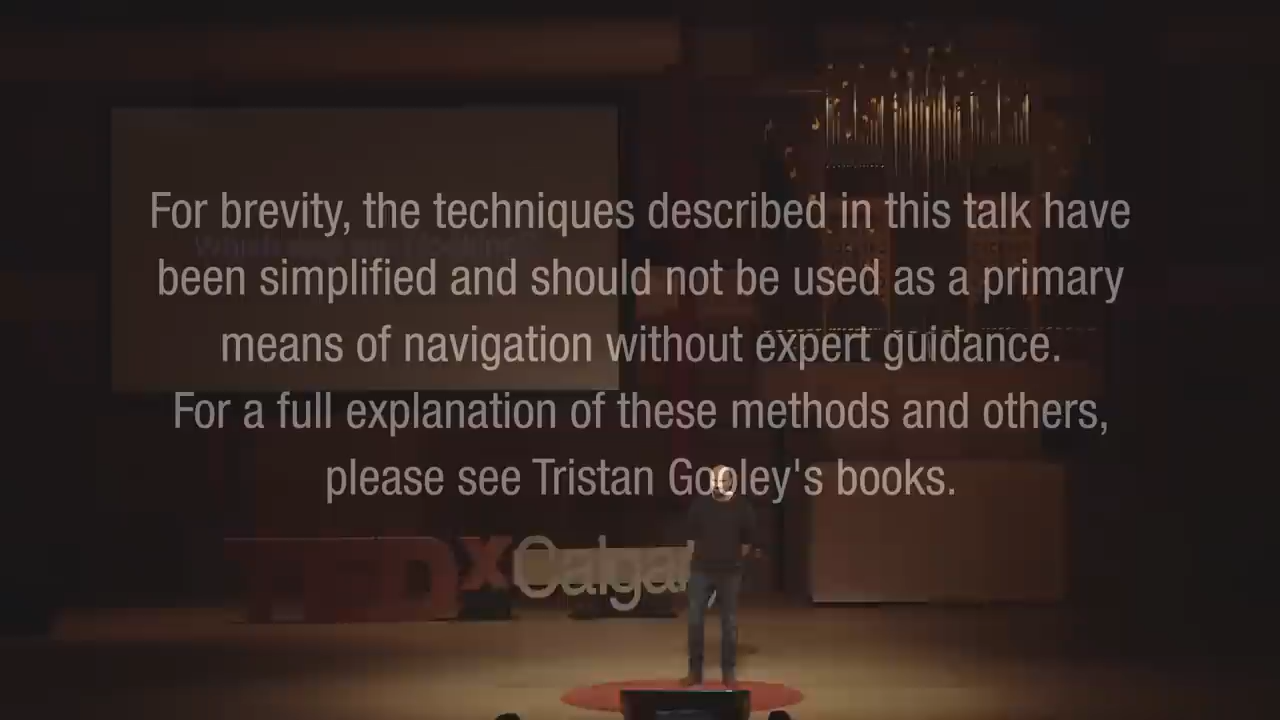 For brevity, the techniques described in this talk have
been simplified and should not be used as a primary
means of navigation without expert guidance.
For a full explanation of these methods and others,
please see Tristan Gooley's books.
TEDxCalgary